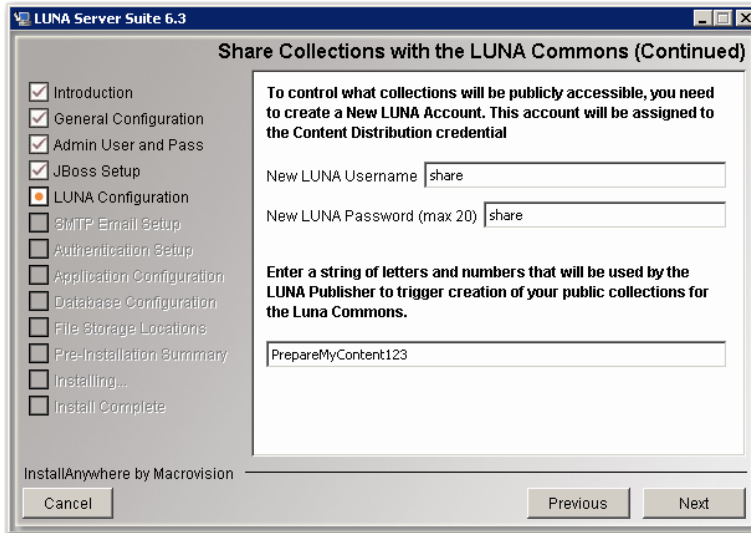 LUNA Server Suite 6.3
Share Collections with the LUNA Commons (Continued)
Introduction
General Configuration
Admin User and Pass
JBoss Setup
LUNA Configuration
SMTP Email Setup
Authentication Setup
Application Configuration
Database Configuration
File Storage Locations
Pre-Installation Summary
Installing...
Install Complete
To control what collections will be publicly accessible, you need
to create a New LUNA Account. This account will be assigned to
the Content Distribution credential
New LUNA Username share
New LUNA Password (max 20) share
Enter a string of letters and numbers that will be used by the
LUNA Publisher to trigger creation of your public collections for
the Luna Commons.
PrepareMyContent123
InstallAnywhere by Macrovision
Cancel Previous Next